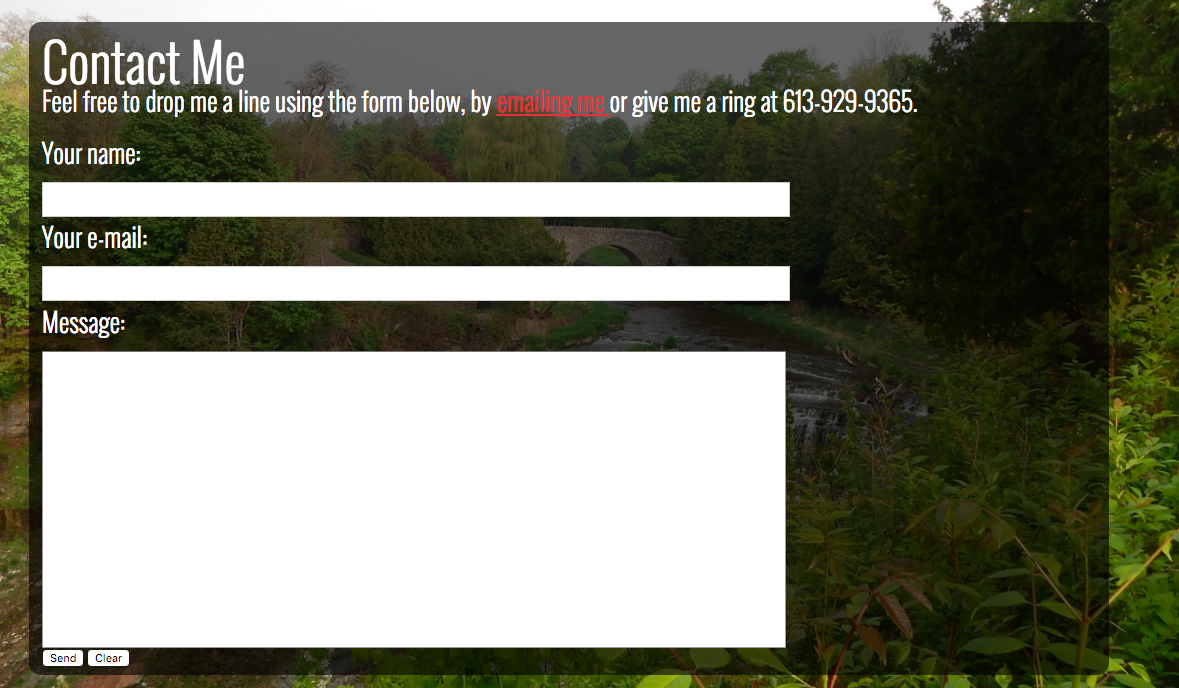 Contact Me
Feel free to drop me a line using the form below, by emailing me or give me a ring at 613-929-9365.
Your name:
Your e-mail:
Message:
Send Clear